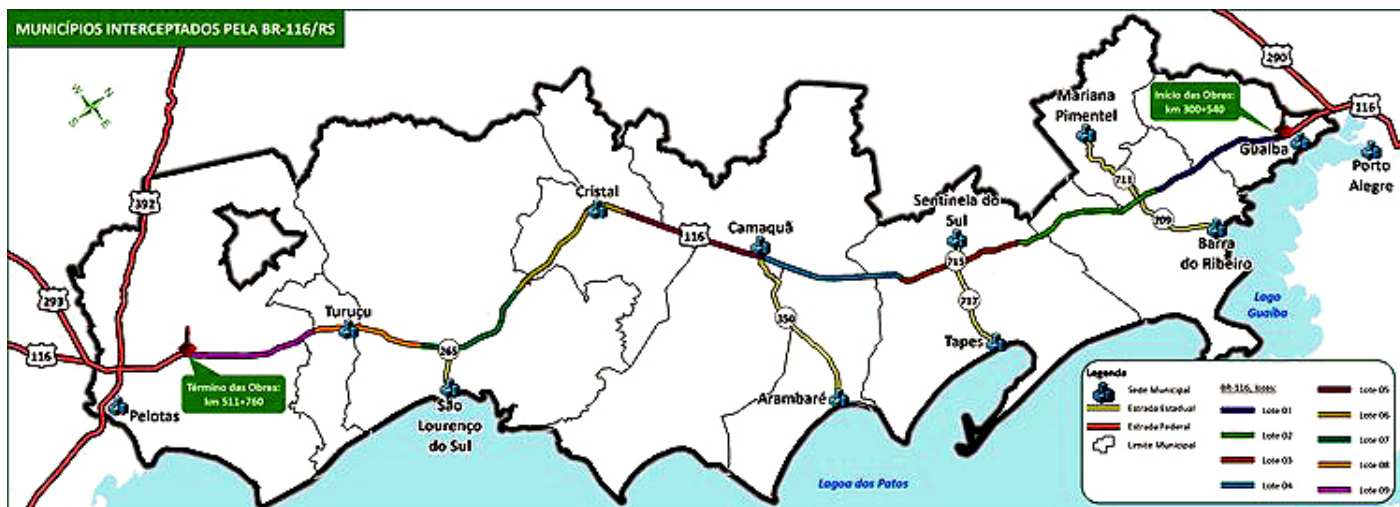 MUNICÍPIOS INTERCEPTADOS PELA BR-116/RS
N
E
S
290
Início das Obras:
km 300+540
116
Mariana
Pimentel
Guaíba
Porto
Alegre
711
709
Barra
do Ribeiro
392
Cristal
Sentinela do
Sul
Camaquã
116
715
717
Lago
Guaíba
293
116
Turuçu
350
Tapes
265
Término das Obras:
km 511+760
Pelotas
São
Lourenço
do Sul
Arambaré
Lagoa dos Patos
Legenda
Sede Municipal
Estrada Estadual
Estrada Federal
Limite Municipal
BR-116, lotes:
Lote 01
Lote 02
Lote 03
Lote 04
Lote 05
Lote 06
Lote 07
Lote 08
Lote 09